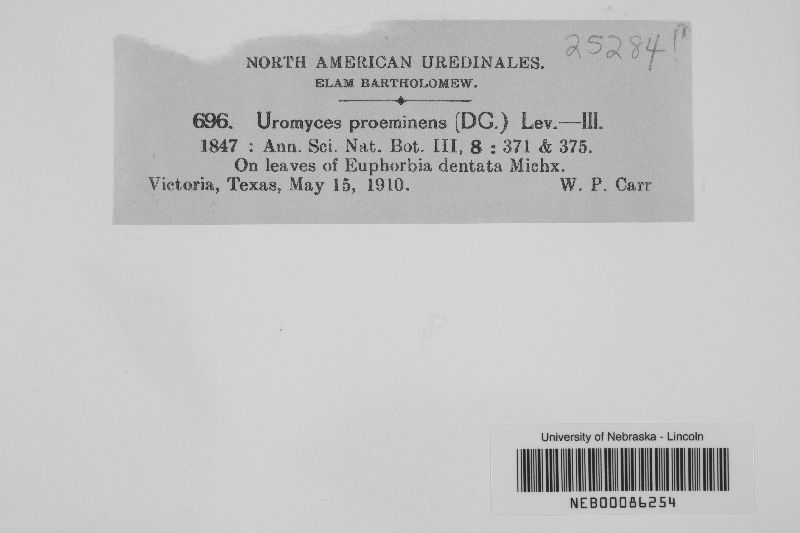 25284
NORTH AMERICAN UREDINALES.
ELAM BARTHOLOMEW.
696. Uromyces proeminens (DC.) Lev.—III.
1847 : Ann. Sci. Nat. Bot. III, 8 : 371 & 375.
On leaves of Euphorbia dentata Michx.
Victoria, Texas, May 15, 1910. W. P. Carr
University of Nebraska - Lincoln
NEB00086254